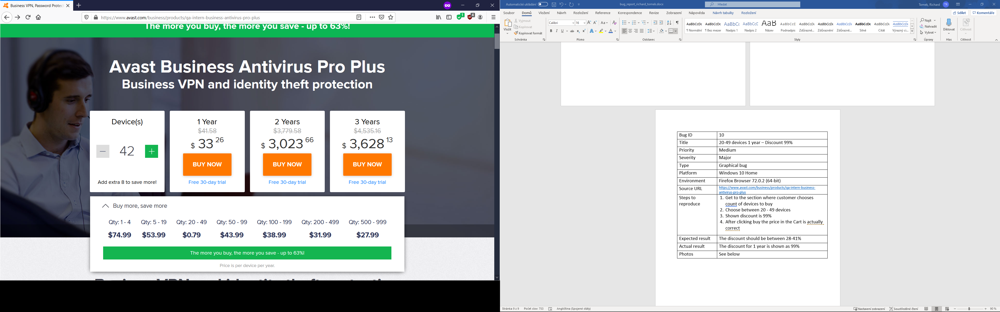 Business VPN, Password Protect
https://www.avast.com/business/products/qa-intern-business-antivirus-pro-plus
1
4
The more you buy, the more you save - up to 63%!
Avast Business Antivirus Pro Plus
Business VPN and identity theft protection
Device(s)
42
Add extra 8 to save more!
1 Year
$41.58
$ 33 26
BUY NOW
Free 30-day trial
2 Years
$3,779.58
$ 3,023 66
BUY NOW
Free 30-day trial
3 Years
$4,535.16
$ 3,628 13
BUY NOW
Free 30-day trial
Buy more, save more
Qty: 1 - 4 Qty: 5 - 19 Qty: 20 - 49 Qty: 50 - 99 Qty: 100 - 199 Qty: 200 - 499 Qty: 500 - 999
$74.99 $53.99 $0.79 $43.99 $38.99 $31.99 $27.99
The more you buy, the more you save - up to 63%!
Price is per device per year.
Automatické ukládání
bug_report_richard_tomek.docx
Hledat
Tomek, Richard TR
Soubor Domů Vložení Návrh Rozložení Reference Korespondence Revize Zobrazení Nápověda Návrh tabulky Rozložení
Sdílet Komentáře
Vložit
Vyjmout
Kopírovat
Kopírovat formát
Schránka
Calibri 16
Písmo
Odstavec
AaBbCcDc AaBbCcDc AaBbCc AaBbCcE AaB AaBbCcE AaBbCcDc AaBbCcDc AaBbCcDc AaBbCcDc AaBbCcDc AaBbCcDc
¶ Normální ¶ Bez mezer Nadpis 1 Nadpis 2 Název Podnadpis Zdůrazně... Zdůraznění Zdůrazně... Silné Citát Výrazný ci...
Styly
Najít
Nahradit
Vybrat
Úpravy
Diktovat
Hlas
Citlivost
Citlivost
Bug ID 10
Title 20-49 devices 1 year – Discount 99%
Priority Medium
Severity Major
Type Graphical bug
Platform Windows 10 Home
Environment Firefox Browser 72.0.2 (64-bit)
Source URL https://www.avast.com/business/products/qa-intern-business-
antivirus-pro-plus
Steps to
reproduce
1. Get to the section where customer chooses
count of devices to buy
2. Choose between 20 - 49 devices
3. Shown discount is 99%
4. After clicking buy the price in the Cart is actually
correct
Expected result The discount should be between 28-41%
Actual result The discount for 1 year is shown as 99%
Photos See below
Stránka 9 z 9 Počet slov: 753 Angličtina (Spojené státy)
Nastavení zobrazení Soustředěné čtení 90 %